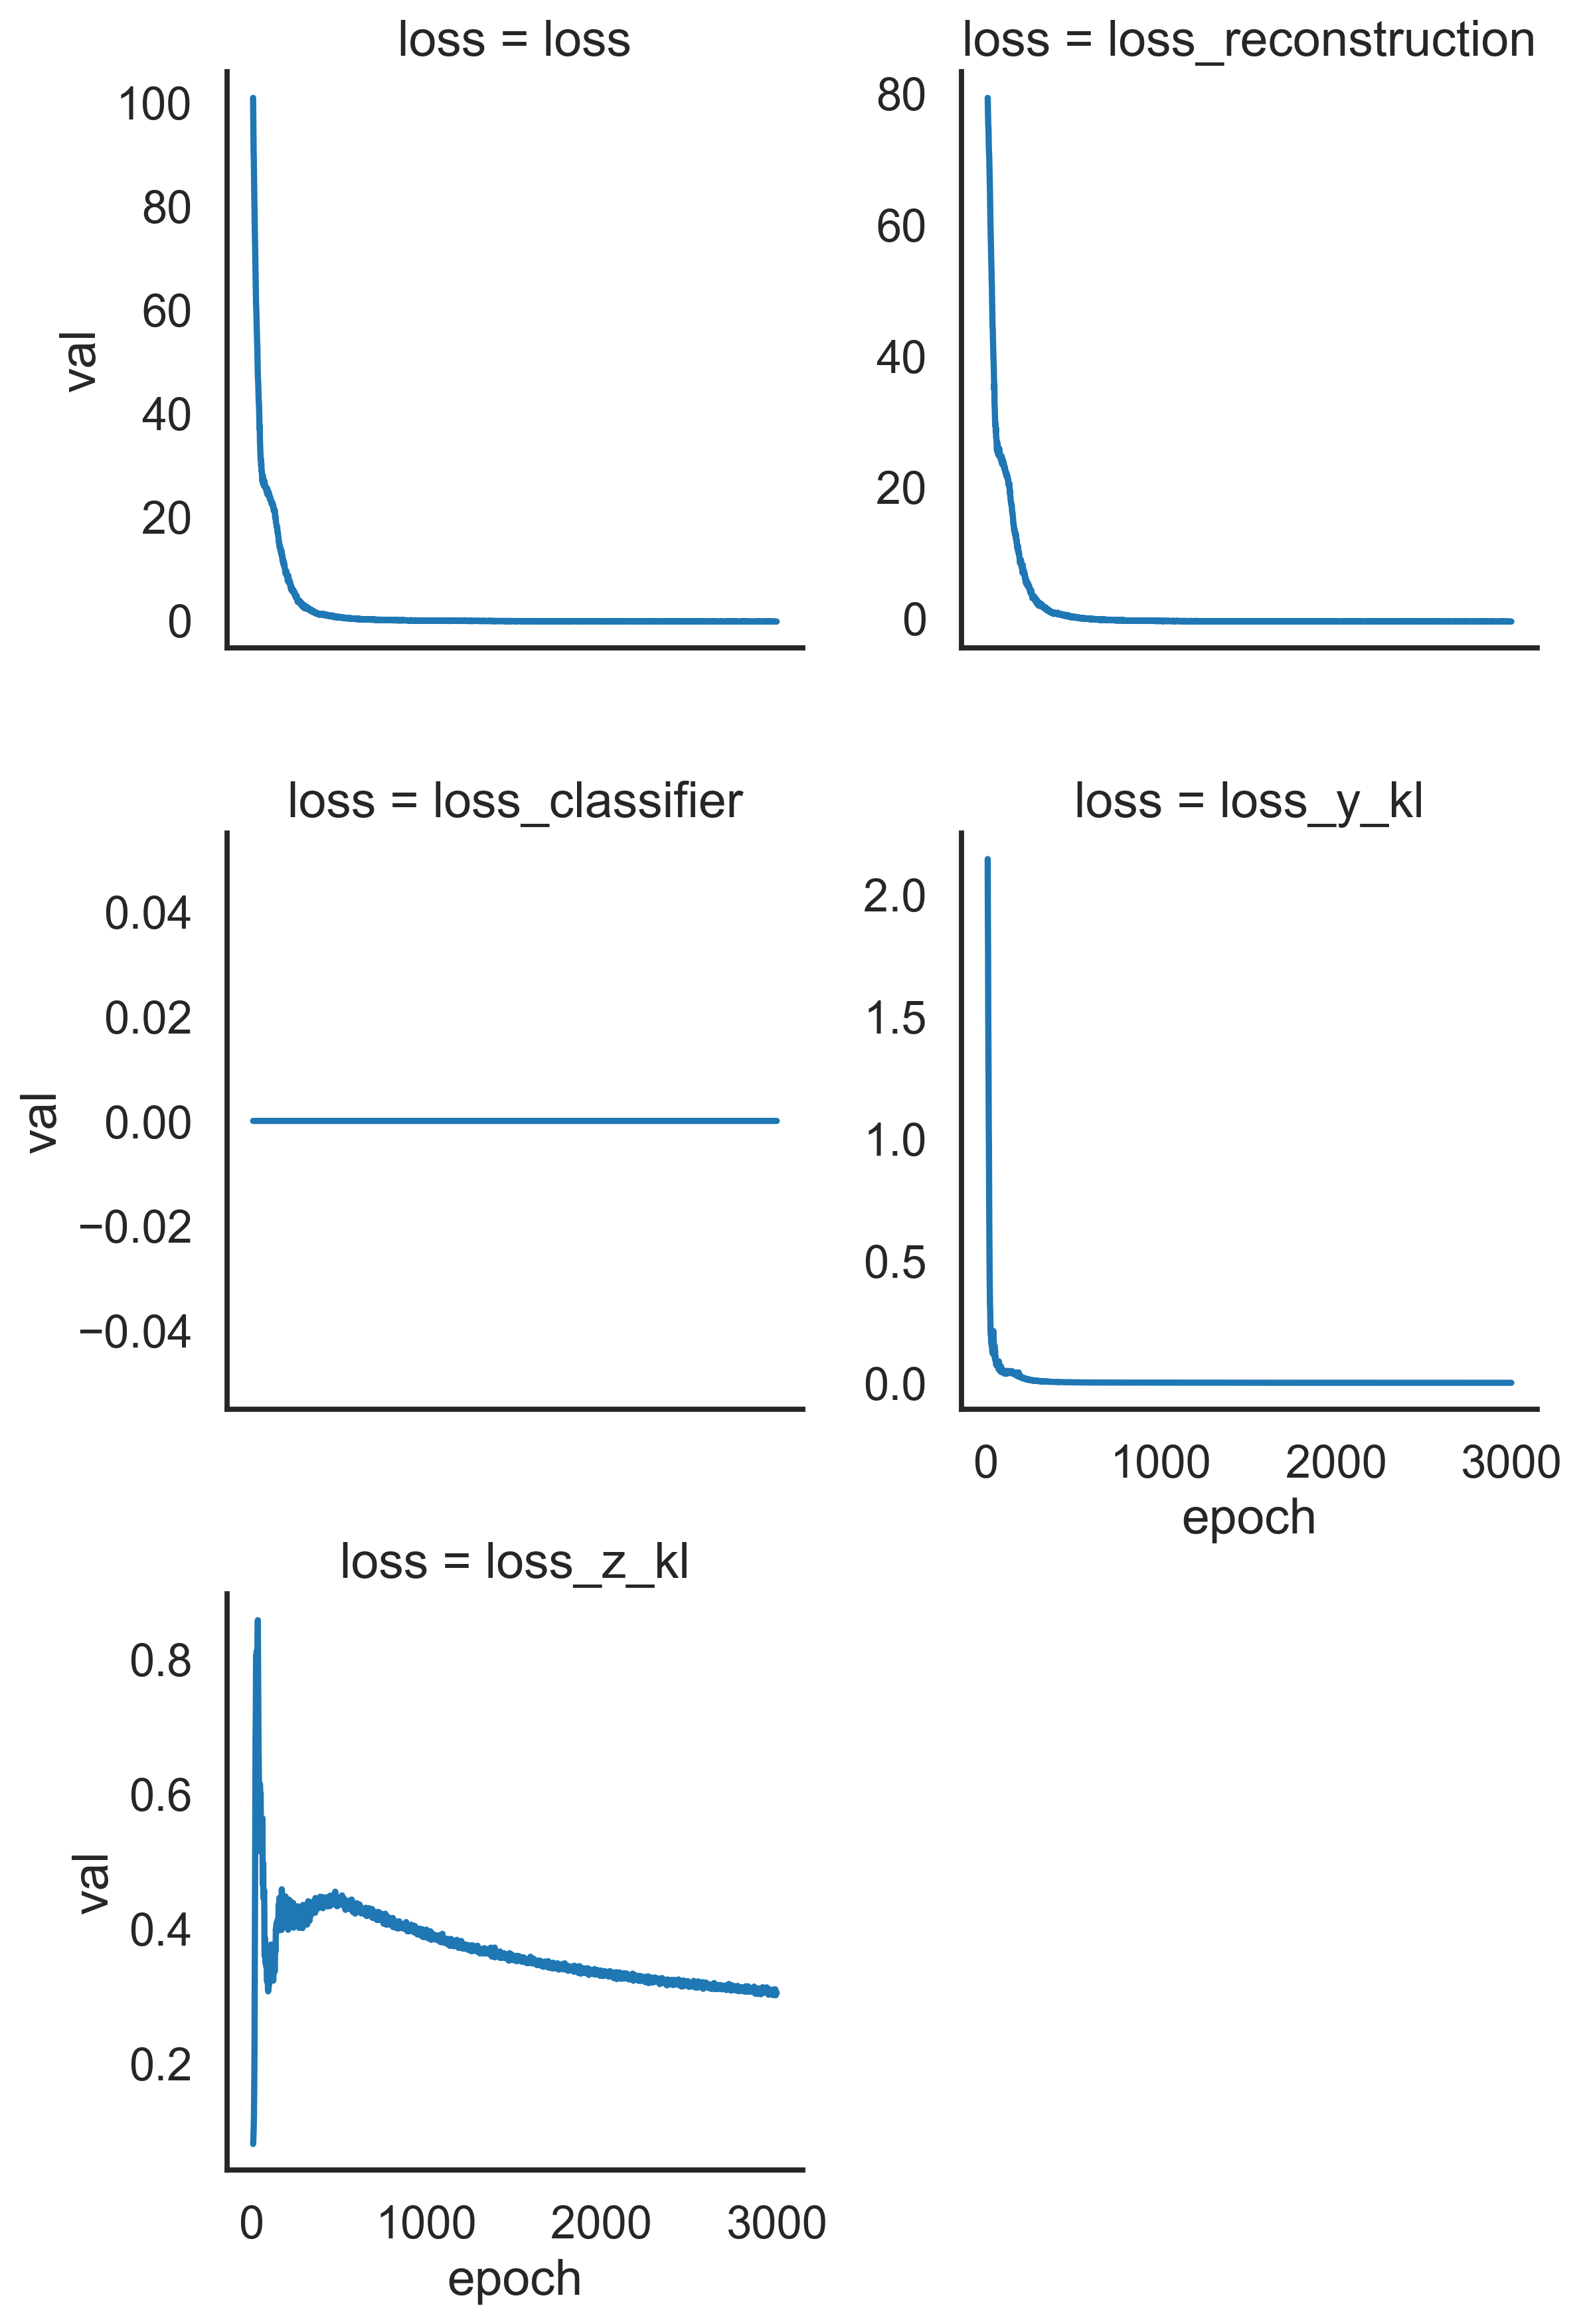 loss = loss
100
80
60
40
20
0
val
loss = loss_reconstruction
80
60
40
20
0
loss = loss_classifier
0.04
0.02
0.00
−0.02
−0.04
val
loss = loss_y_kl
2.0
1.5
1.0
0.5
0.0
0 1000 2000 3000
epoch
loss = loss_z_kl
0.8
0.6
0.4
0.2
val
0 1000 2000 3000
epoch